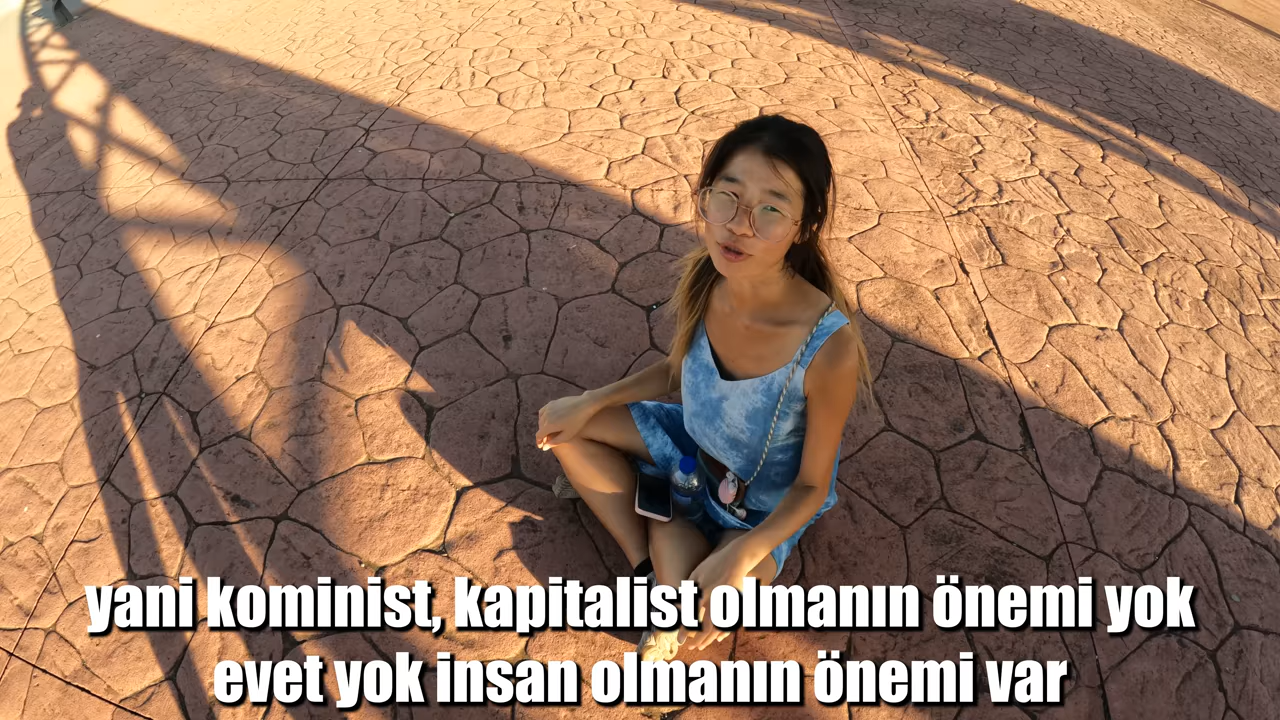 yani kominist, kapitalist olmanın önemi yok
evet yok insan olmanın önemi var